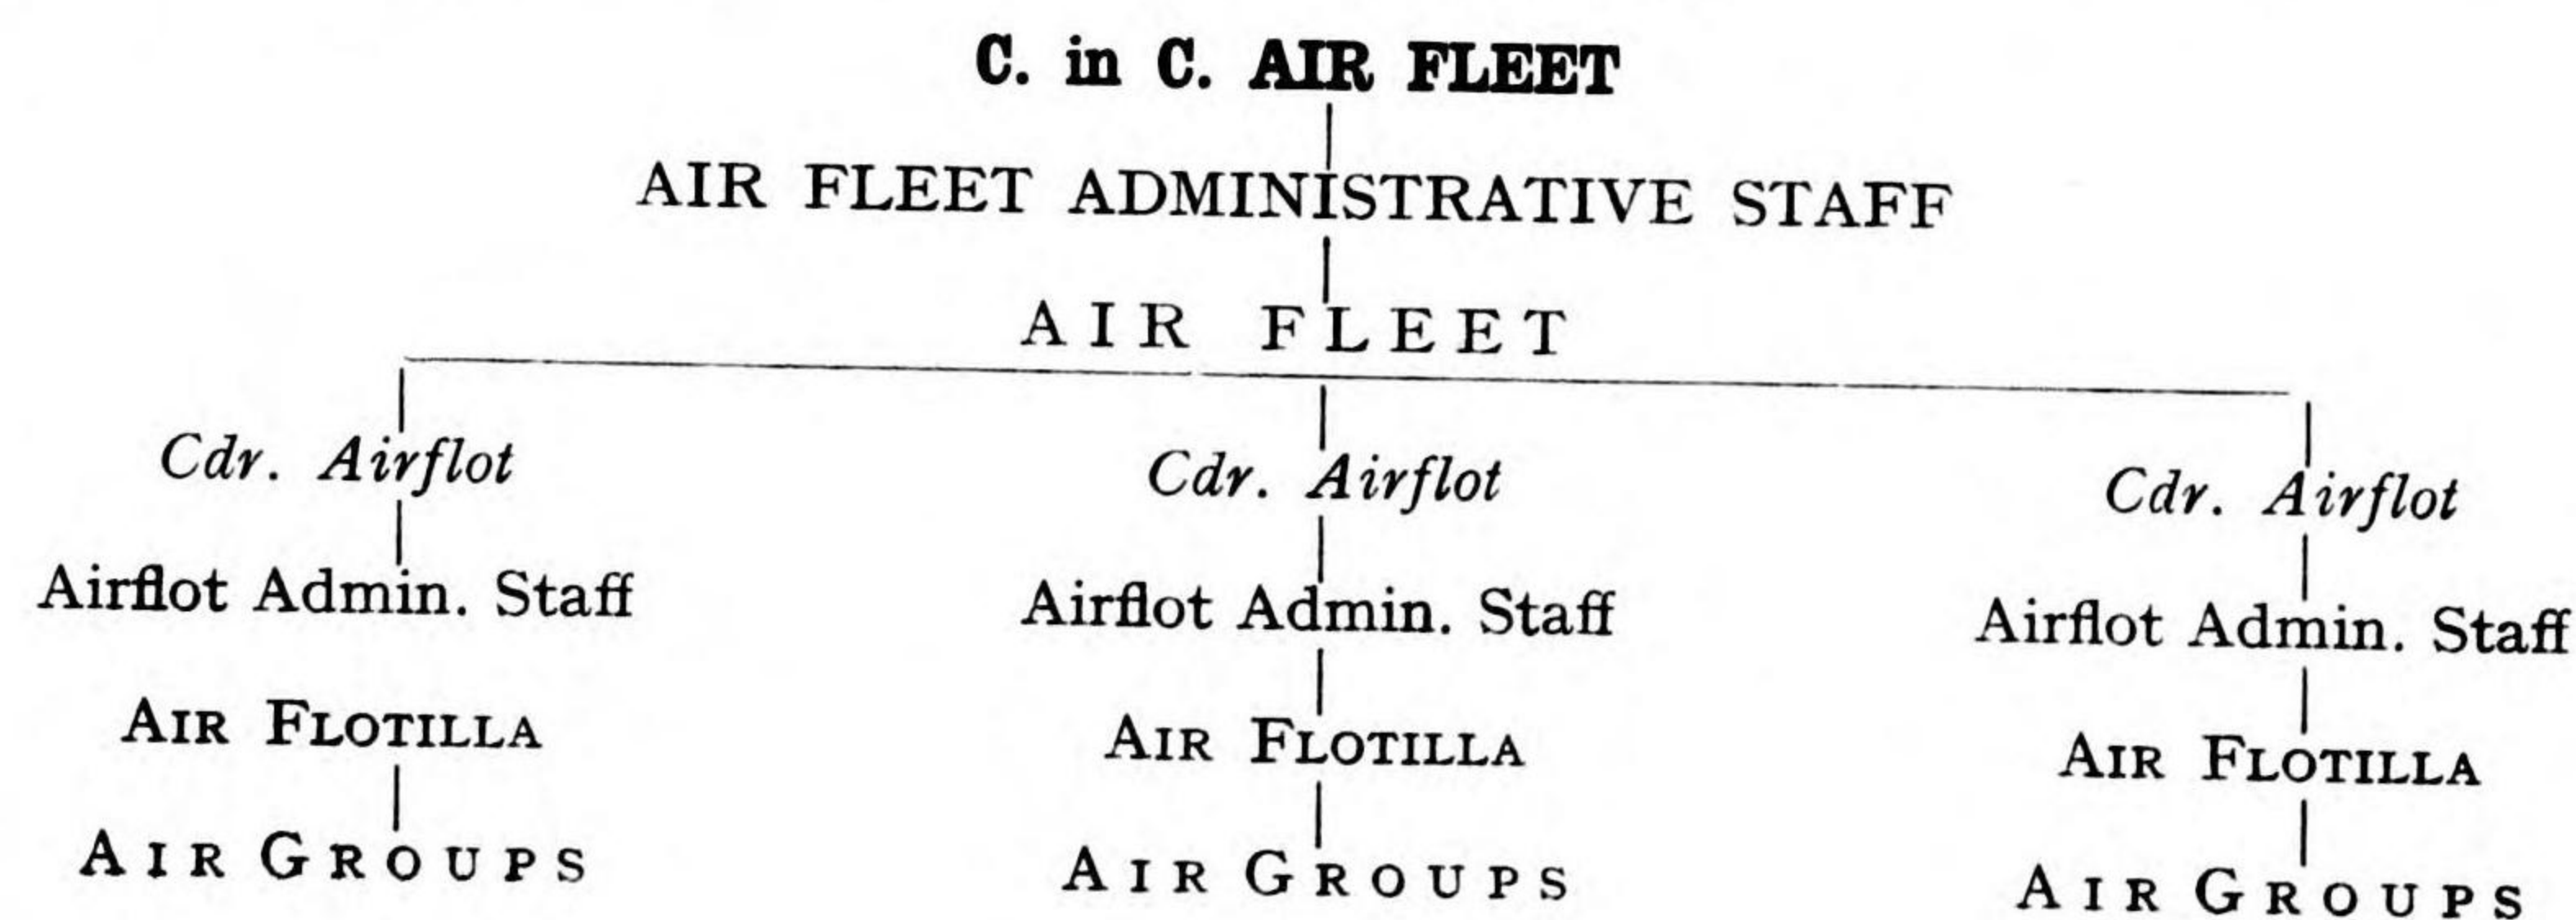 C. in C. AIR FLEET
AIR FLEET ADMINISTRATIVE STAFF
AIR FLEET
Cdr. Airflot Cdr. Airflot Cdr. Airflot
Airflot Admin. Staff Airflot Admin. Staff Airflot Admin. Staff
AIR FLOTILLA AIR FLOTILLA AIR FLOTILLA
AIR GROUPS AIR GROUPS AIR GROUPS